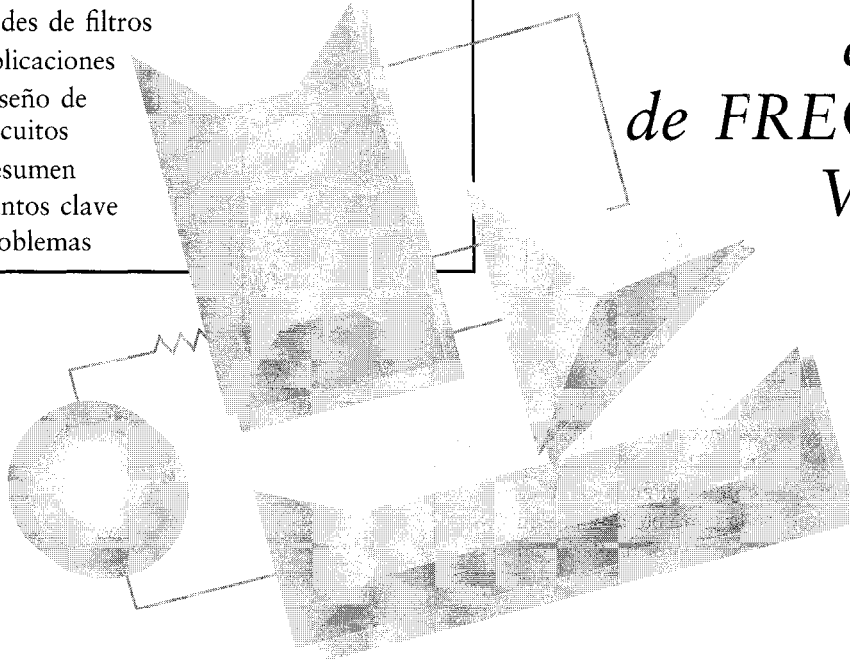 des de filtros
plicaciones
seño de
cuitos
esumen
ntos clave
oblemas
de FREC